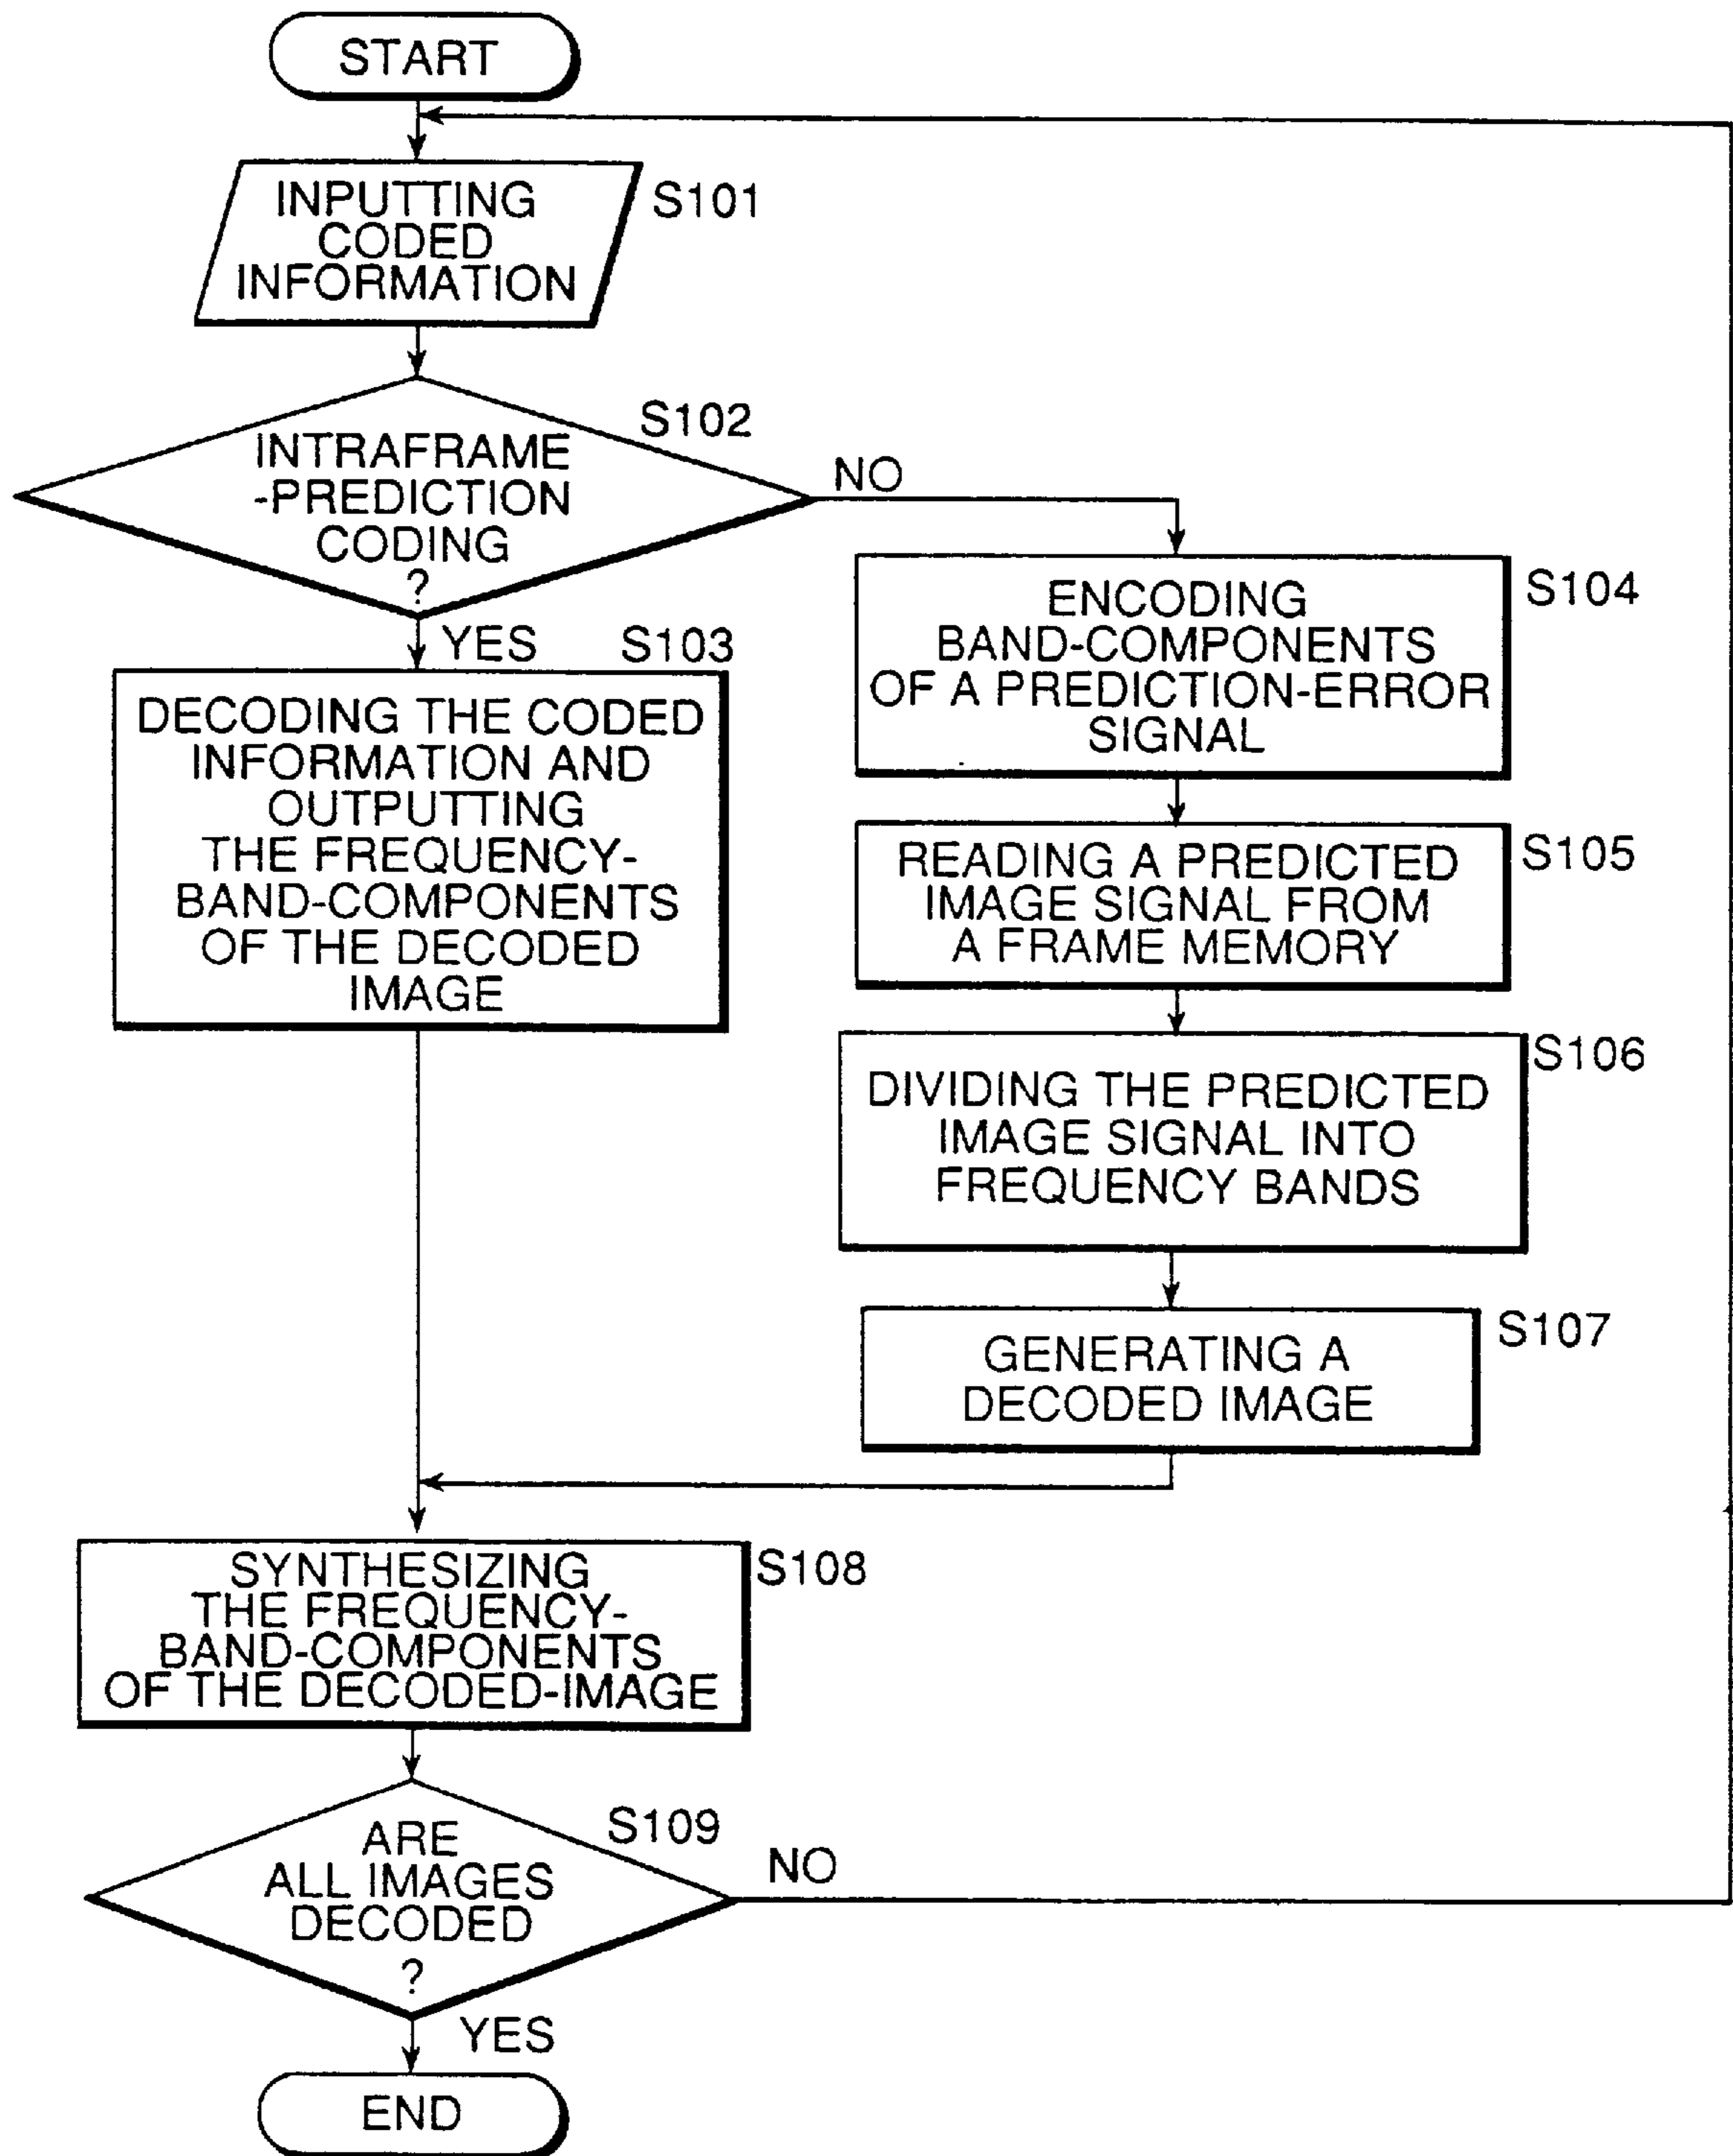 START
INPUTTING
CODED
INFORMATION
S101
S102
INTRAFRAME
-PREDICTION
CODING
?
NO
YES
S103
DECODING THE CODED
INFORMATION AND
OUTPUTTING
THE FREQUENCY-
BAND-COMPONENTS
OF THE DECODED
IMAGE
S104
ENCODING
BAND-COMPONENTS
OF A PREDICTION-ERROR
SIGNAL
S105
READING A PREDICTED
IMAGE SIGNAL FROM
A FRAME MEMORY
S106
DIVIDING THE PREDICTED
IMAGE SIGNAL INTO
FREQUENCY BANDS
S107
GENERATING A
DECODED IMAGE
S108
SYNTHESIZING
THE FREQUENCY-
BAND-COMPONENTS
OF THE DECODED-IMAGE
S109
ARE
ALL IMAGES
DECODED
?
NO
YES
END